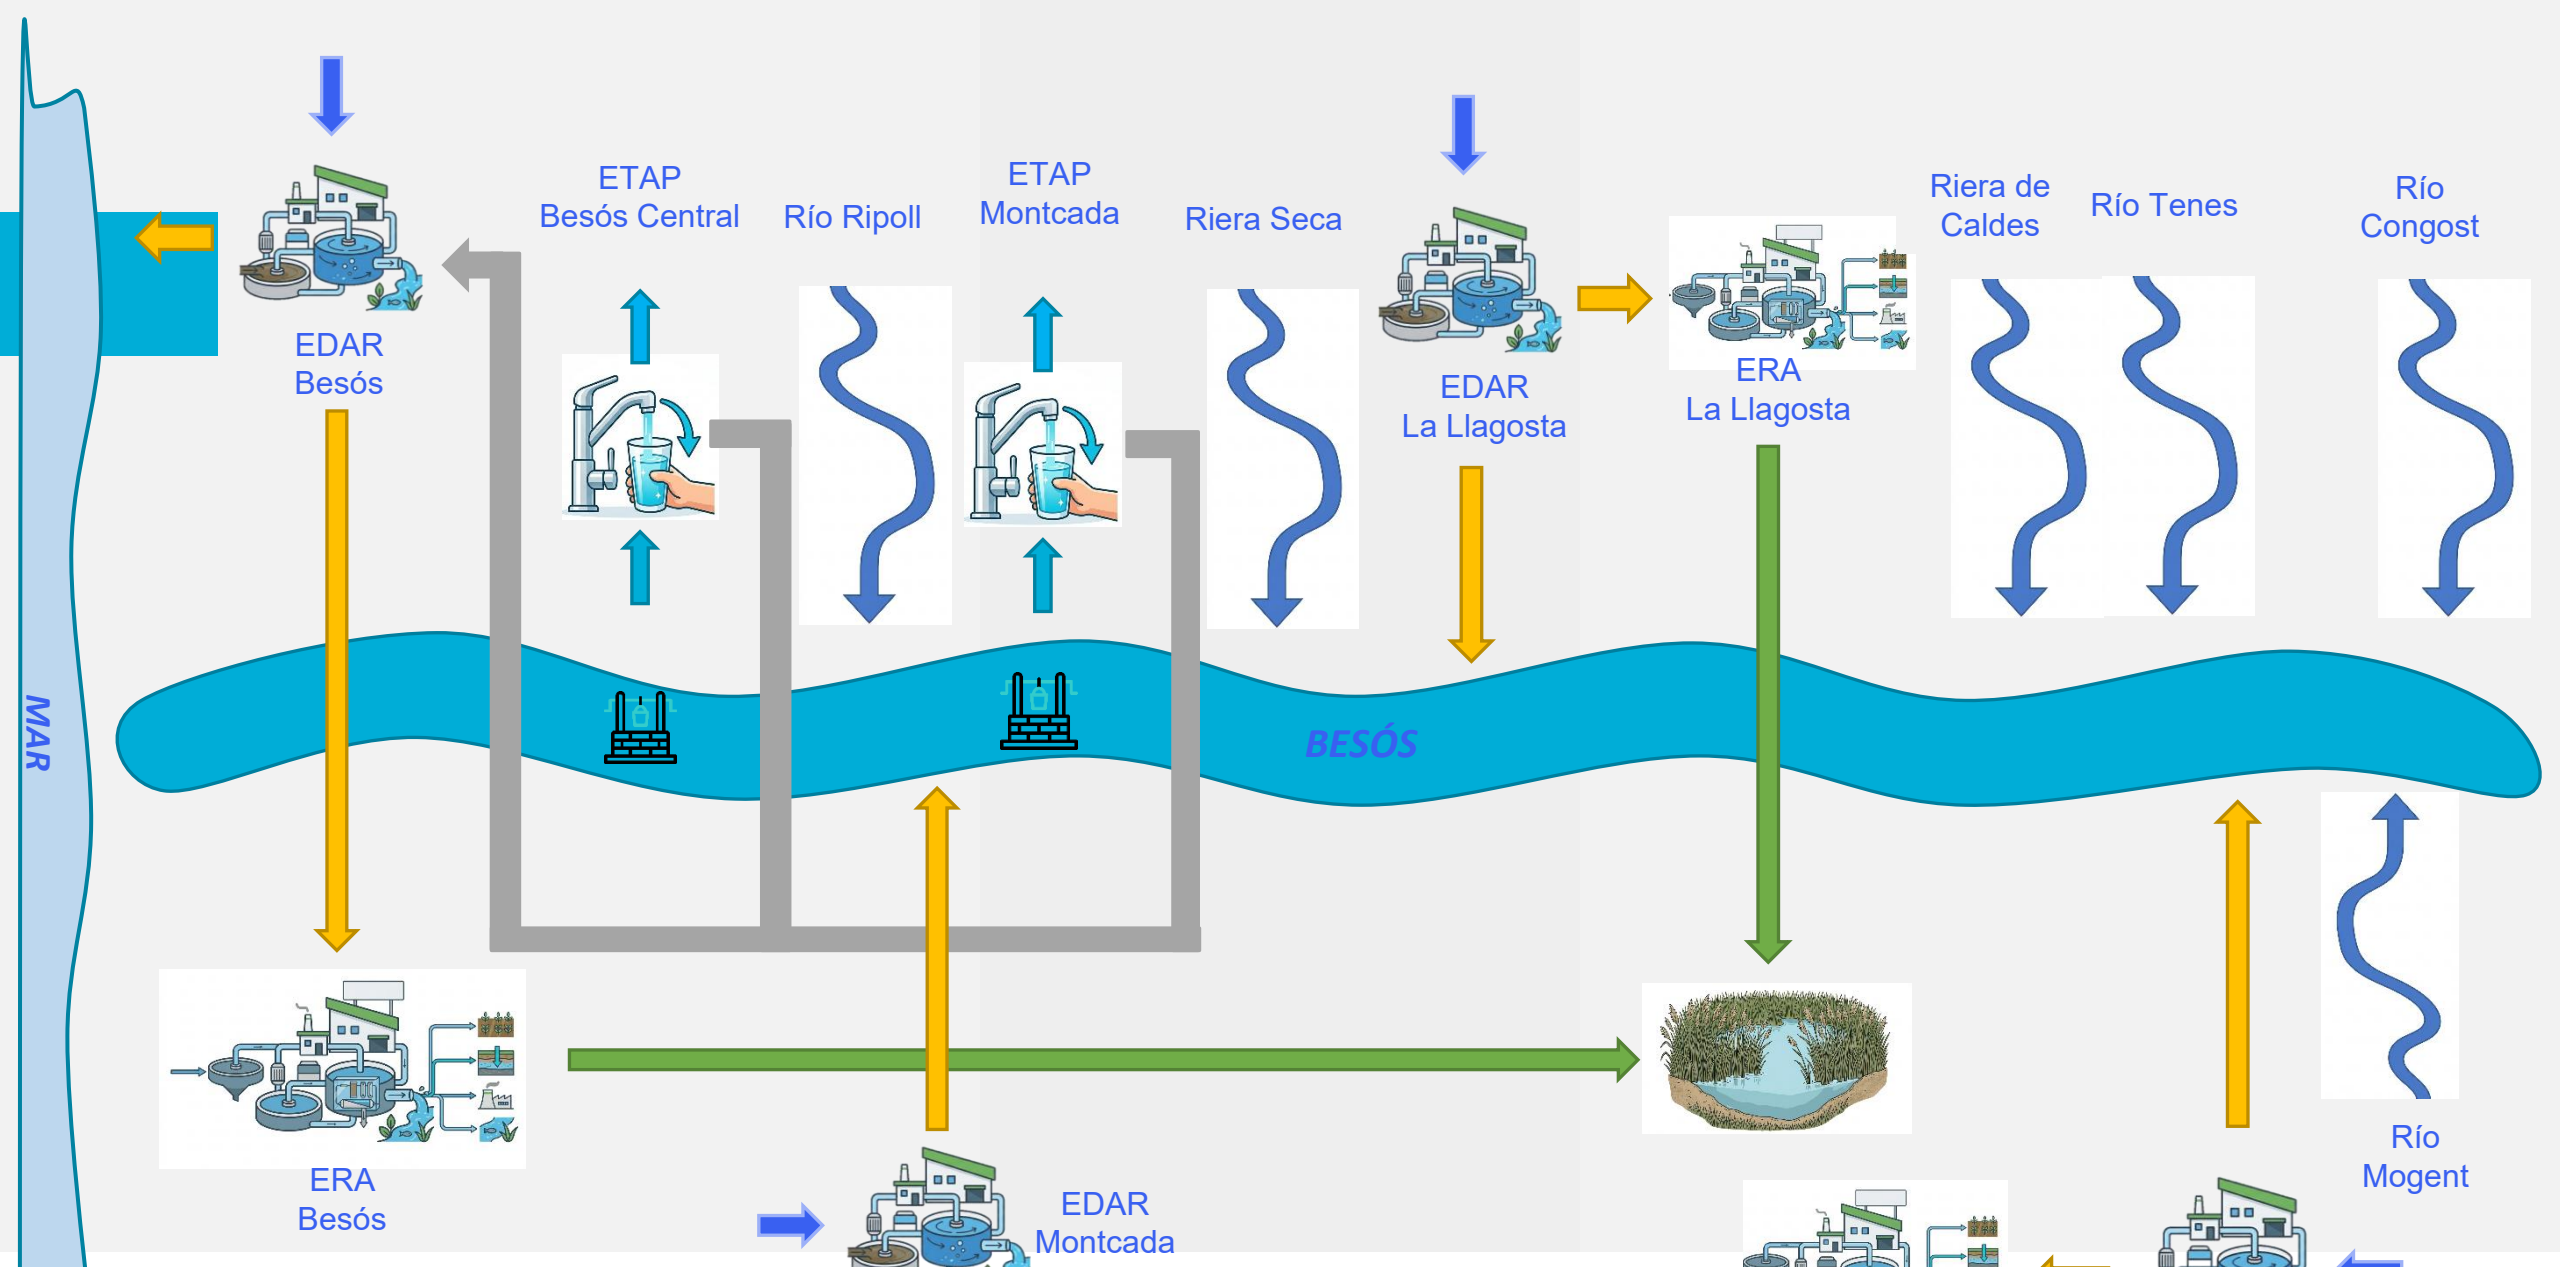 ETAP
Besós Central
Río Ripoll
ETAP
Montcada
Riera Seca
Riera de
Caldes
Río Tenes
Río
Congost
EDAR
Besós
EDAR
La Llagosta
ERA
La Llagosta
MAR
BESÓS
ERA
Besós
EDAR
Montcada
Río
Mogent